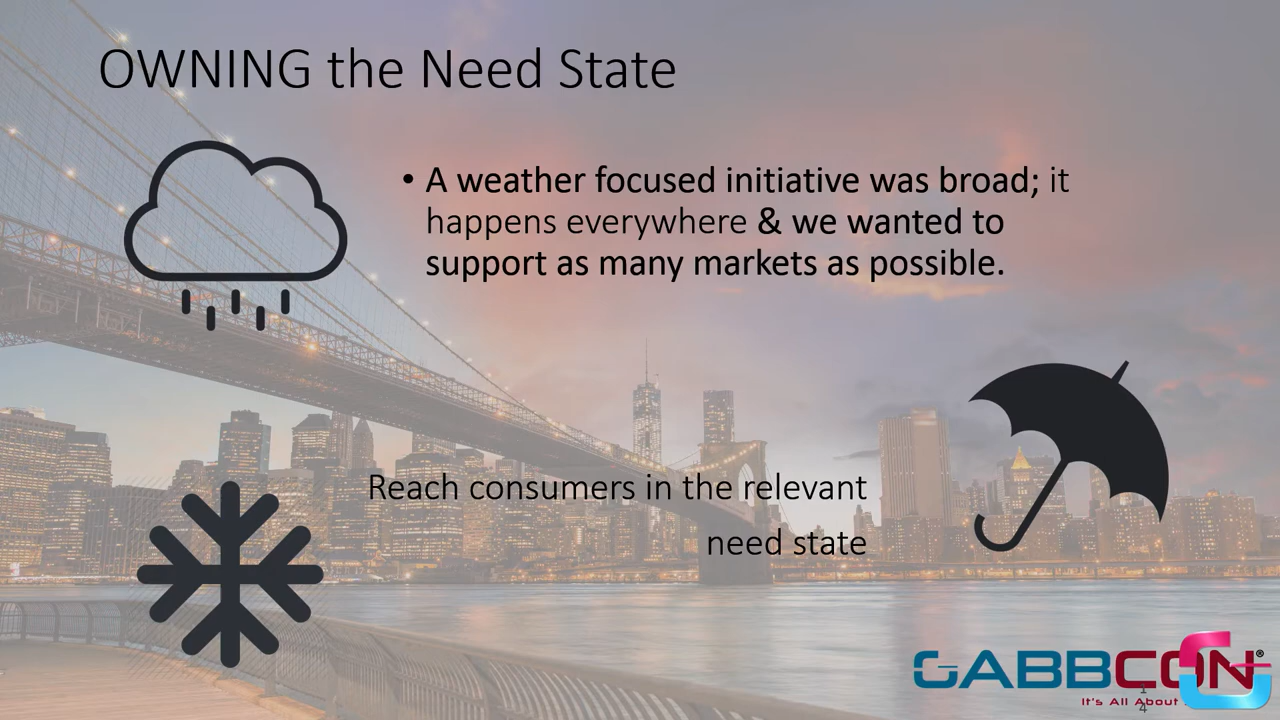 OWNING the Need State
• A weather focused initiative was broad; it
happens everywhere & we wanted to
support as many markets as possible.
Reach consumers in the relevant
need state
GABBCON®
It's All About
14